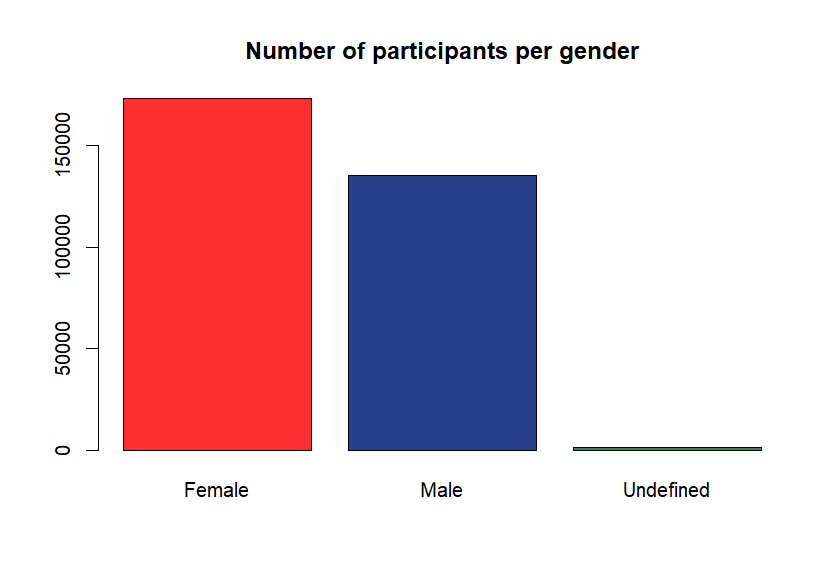 Number of participants per gender
150000
100000
50000
0
Female Male Undefined